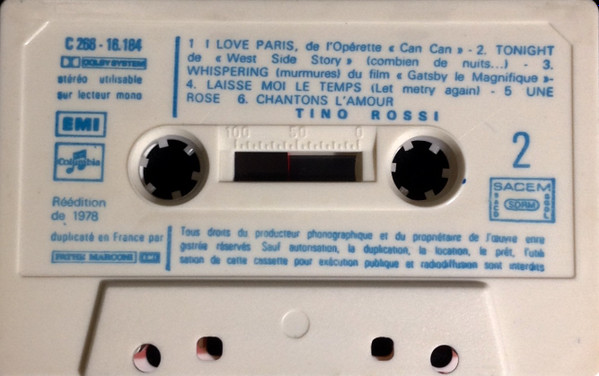 C 266 - 16.184
DOLBY SYSTEM
stéréo utilisable
sur lecteur mono
EMI
Columbia
Réédition
de 1978
dupliqué en France par
PATHE MARCONI EMI
1 I LOVE PARIS, de l'Opérette « Can Can » - 2. TONIGHT
de « West Side Story » (combien de nuits...) - 3.
WHISPERING (murmures) du film « Gatsby le Magnifique »-
4. LAISSE MOI LE TEMPS (Let metry again) - 5 UNE
ROSE 6. CHANTONS L'AMOUR
TINO ROSSI
100 50 0
2
SACEM
SDRM
Tous droits du producteur phonographique et du propriétaire de l'œuvre enre
gistrée réservés Sauf autorisation, la duplication, la location, le prêt, l'utili
sation de cette cassette pour exécution publique et radiodiffusion sont interdits